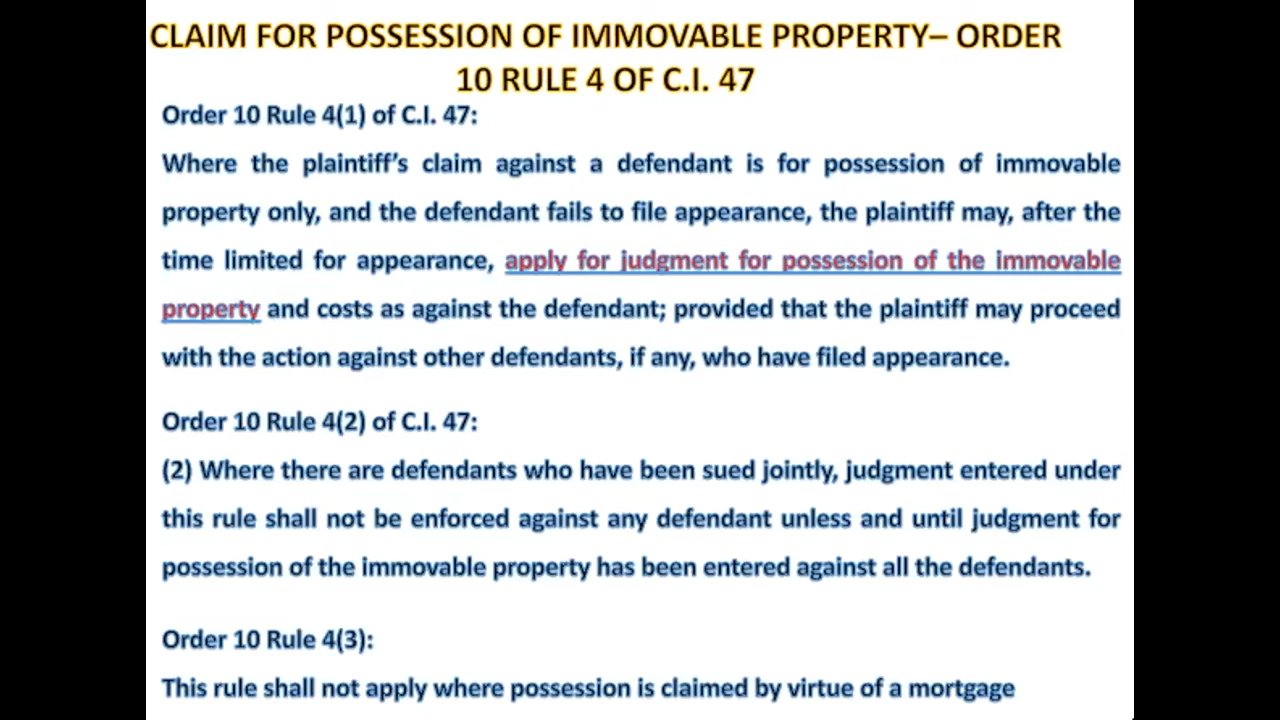 CLAIM FOR POSSESSION OF IMMOVABLE PROPERTY– ORDER
10 RULE 4 OF C.I. 47
Order 10 Rule 4(1) of C.I. 47:
Where the plaintiff's claim against a defendant is for possession of immovable
property only, and the defendant fails to file appearance, the plaintiff may, after the
time limited for appearance, apply for judgment for possession of the immovable
property and costs as against the defendant; provided that the plaintiff may proceed
with the action against other defendants, if any, who have filed appearance.
Order 10 Rule 4(2) of C.I. 47:
(2) Where there are defendants who have been sued jointly, judgment entered under
this rule shall not be enforced against any defendant unless and until judgment for
possession of the immovable property has been entered against all the defendants.
Order 10 Rule 4(3):
This rule shall not apply where possession is claimed by virtue of a mortgage